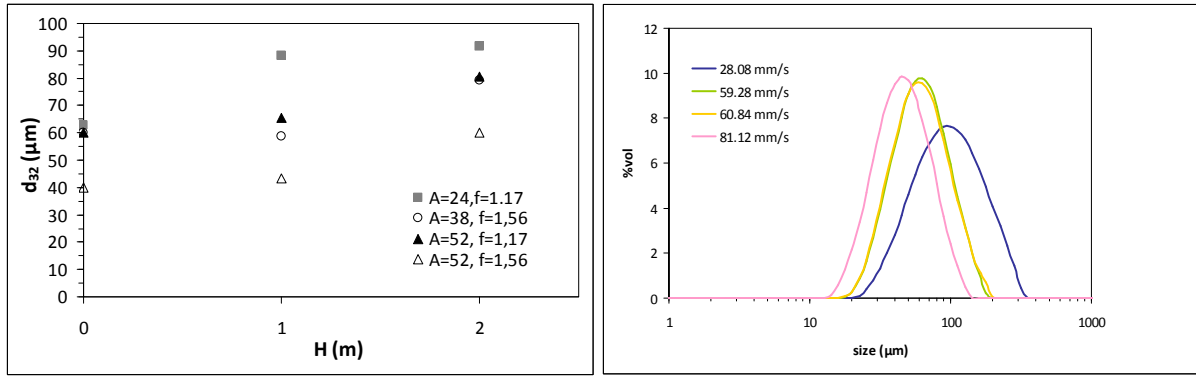 100
90
80
70
60
50
40
30
20
10
0
d32 (µm)
A=24,f=1.17
A=38, f=1,56
A=52, f=1,17
A=52, f=1,56
0 1 2
H (m)
12
10
8
6
4
2
0
%vol
28.08 mm/s
59.28 mm/s
60.84 mm/s
81.12 mm/s
1 10 100 1000
size (µm)